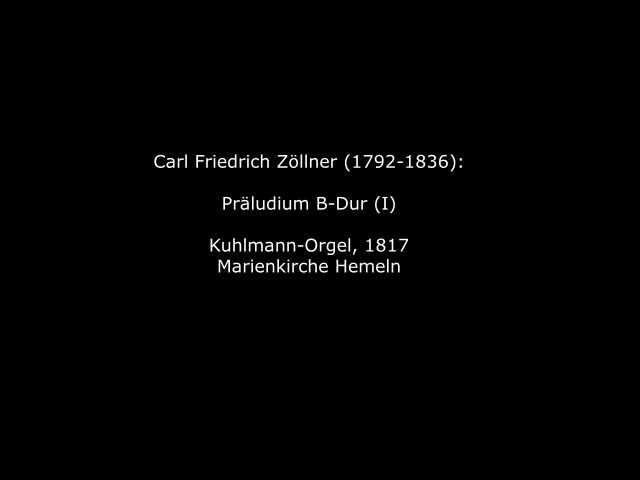 Carl Friedrich Zöllner (1792-1836):
Präludium B-Dur (I)
Kuhlmann-Orgel, 1817
Marienkirche Hemeln